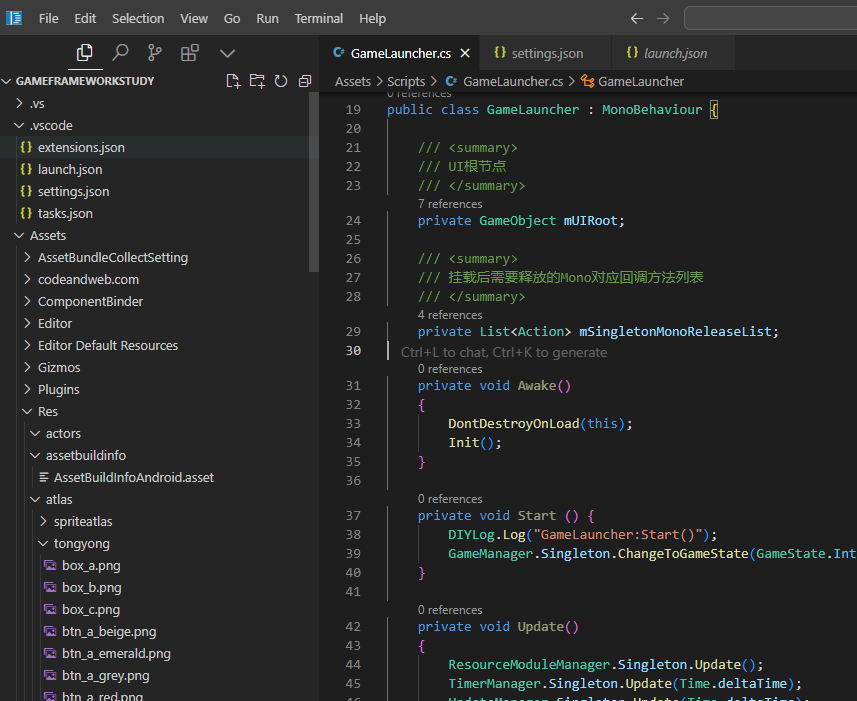 File Edit Selection View Go Run Terminal Help
GameLauncher.cs
settings.json
launch.json
GAMEFRAMEWORKSTUDY
Assets > Scripts > GameLauncher.cs > GameLauncher
.vs
.vscode
extensions.json
launch.json
settings.json
tasks.json
Assets
AssetBundleCollectSetting
codeandweb.com
ComponentBinder
Editor
Editor Default Resources
Gizmos
Plugins
Res
actors
assetbuildinfo
AssetBuildInfoAndroid.asset
atlas
spriteatlas
tongyong
box_a.png
box_b.png
box_c.png
btn_a_beige.png
btn_a_emerald.png
btn_a_grey.png
btn_a_red.png
0 references
19 public class GameLauncher : MonoBehaviour {
20
21 /// <summary>
22 /// UI根节点
23 /// </summary>
7 references
24 private GameObject mUIRoot;
25
26 /// <summary>
27 /// 挂载后需要释放的Mono对应回调方法列表
28 /// </summary>
4 references
29 private List<Action> mSingletonMonoReleaseList;
30 Ctrl+L to chat, Ctrl+K to generate
0 references
31 private void Awake()
32 {
33 DontDestroyOnLoad(this);
34 Init();
35 }
36
0 references
37 private void Start () {
38 DIYLog.Log("GameLauncher:Start()");
39 GameManager.Singleton.ChangeToGameState(GameState.Int
40 }
41
0 references
42 private void Update()
43 {
44 ResourceModuleManager.Singleton.Update();
45 TimerManager.Singleton.Update(Time.deltaTime);
46 UpdateManager.Singleton.Update(Time.deltaTime);